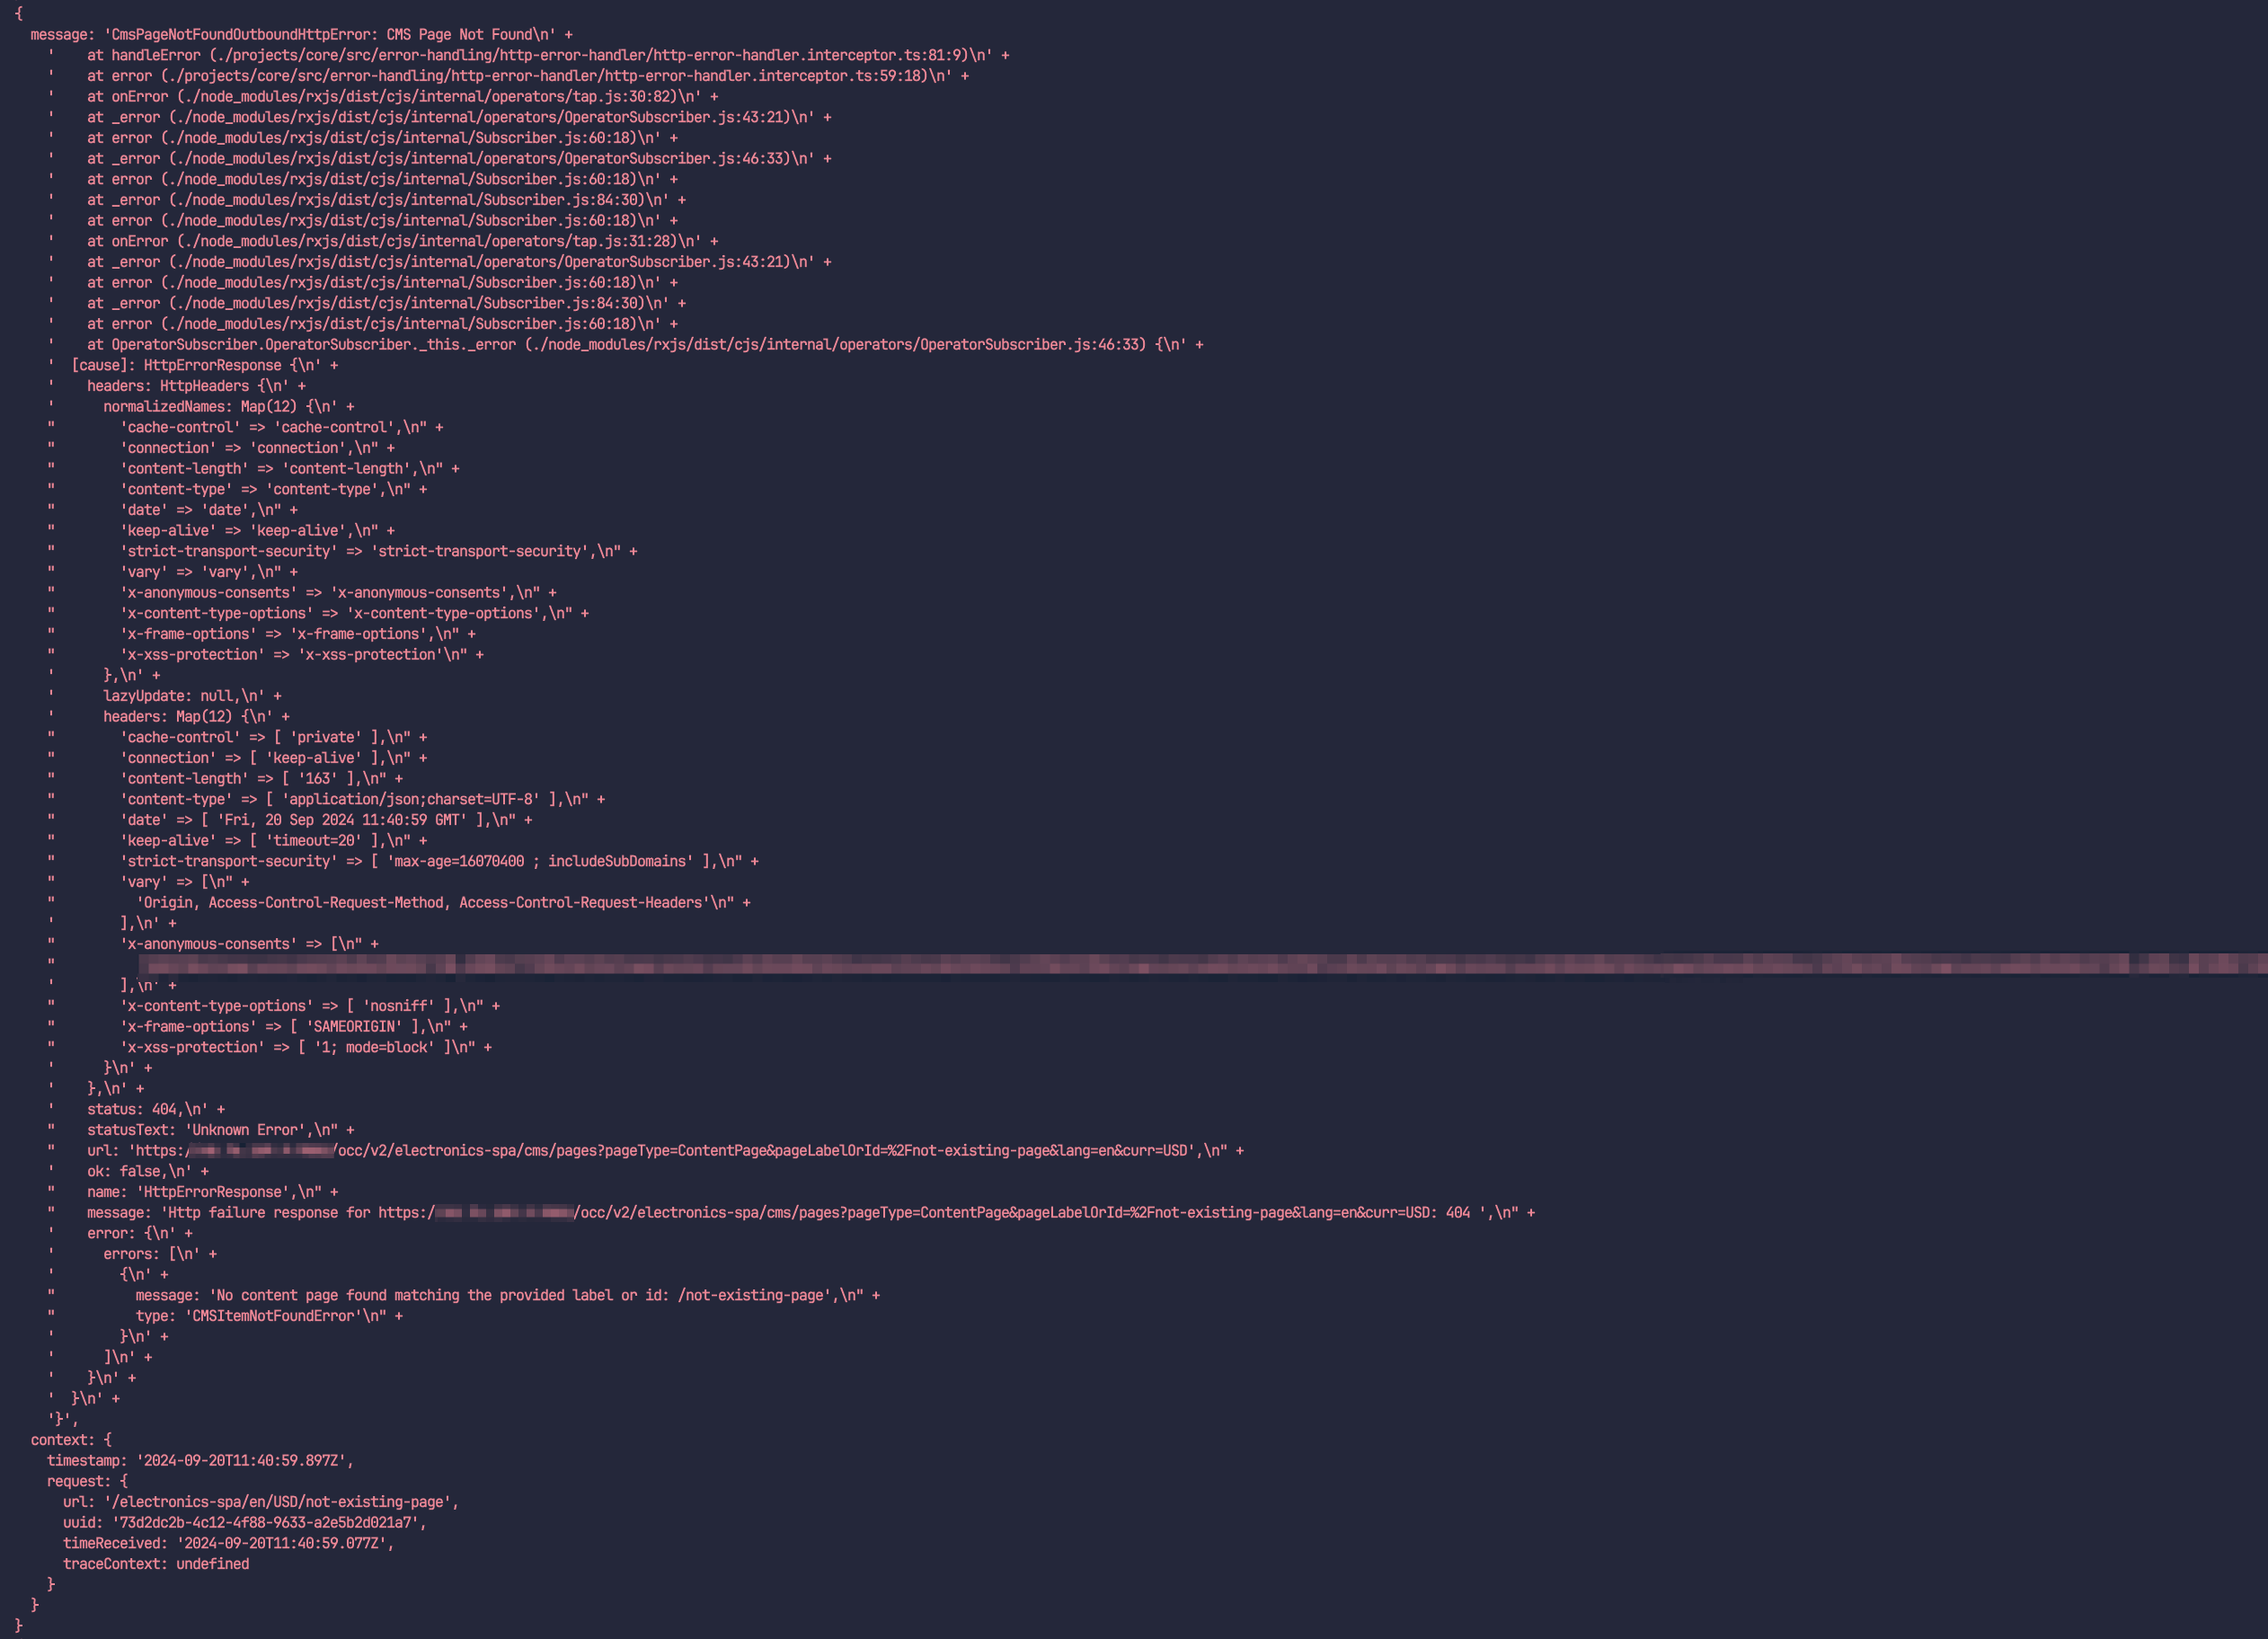 {
  message: 'CmsPageNotFoundOutboundHttpError: CMS Page Not Found\n' +
    '    at handleError (./projects/core/src/error-handling/http-error-handler/http-error-handler.interceptor.ts:81:9)\n' +
    '    at error (./projects/core/src/error-handling/http-error-handler/http-error-handler.interceptor.ts:59:18)\n' +
    '    at onError (./node_modules/rxjs/dist/cjs/internal/operators/tap.js:30:82)\n' +
    '    at _error (./node_modules/rxjs/dist/cjs/internal/operators/OperatorSubscriber.js:43:21)\n' +
    '    at error (./node_modules/rxjs/dist/cjs/internal/Subscriber.js:60:18)\n' +
    '    at _error (./node_modules/rxjs/dist/cjs/internal/operators/OperatorSubscriber.js:46:33)\n' +
    '    at error (./node_modules/rxjs/dist/cjs/internal/Subscriber.js:60:18)\n' +
    '    at _error (./node_modules/rxjs/dist/cjs/internal/Subscriber.js:84:30)\n' +
    '    at error (./node_modules/rxjs/dist/cjs/internal/Subscriber.js:60:18)\n' +
    '    at onError (./node_modules/rxjs/dist/cjs/internal/operators/tap.js:31:28)\n' +
    '    at _error (./node_modules/rxjs/dist/cjs/internal/operators/OperatorSubscriber.js:43:21)\n' +
    '    at error (./node_modules/rxjs/dist/cjs/internal/Subscriber.js:60:18)\n' +
    '    at _error (./node_modules/rxjs/dist/cjs/internal/Subscriber.js:84:30)\n' +
    '    at error (./node_modules/rxjs/dist/cjs/internal/Subscriber.js:60:18)\n' +
    '    at OperatorSubscriber.OperatorSubscriber._this._error (./node_modules/rxjs/dist/cjs/internal/operators/OperatorSubscriber.js:46:33) {\n' +
    '  [cause]: HttpErrorResponse {\n' +
    '    headers: HttpHeaders {\n' +
    '      normalizedNames: Map(12) {\n' +
    "        'cache-control' => 'cache-control',\n" +
    "        'connection' => 'connection',\n" +
    "        'content-length' => 'content-length',\n" +
    "        'content-type' => 'content-type',\n" +
    "        'date' => 'date',\n" +
    "        'keep-alive' => 'keep-alive',\n" +
    "        'strict-transport-security' => 'strict-transport-security',\n" +
    "        'vary' => 'vary',\n" +
    "        'x-anonymous-consents' => 'x-anonymous-consents',\n" +
    "        'x-content-type-options' => 'x-content-type-options',\n" +
    "        'x-frame-options' => 'x-frame-options',\n" +
    "        'x-xss-protection' => 'x-xss-protection'\n" +
    '      },\n' +
    '      lazyUpdate: null,\n' +
    '      headers: Map(12) {\n' +
    "        'cache-control' => [ 'private' ],\n" +
    "        'connection' => [ 'keep-alive' ],\n" +
    "        'content-length' => [ '163' ],\n" +
    "        'content-type' => [ 'application/json;charset=UTF-8' ],\n" +
    "        'date' => [ 'Fri, 20 Sep 2024 11:40:59 GMT' ],\n" +
    "        'keep-alive' => [ 'timeout=20' ],\n" +
    "        'strict-transport-security' => [ 'max-age=16070400 ; includeSubDomains' ],\n" +
    "        'vary' => [\n" +
    "          'Origin, Access-Control-Request-Method, Access-Control-Request-Headers'\n" +
    '        ],\n' +
    "        'x-anonymous-consents' => [\n" +
    "
    '        ],\n' +
    "        'x-content-type-options' => [ 'nosniff' ],\n" +
    "        'x-frame-options' => [ 'SAMEORIGIN' ],\n" +
    "        'x-xss-protection' => [ '1; mode=block' ]\n" +
    '      }\n' +
    '    },\n' +
    '    status: 404,\n' +
    "    statusText: 'Unknown Error',\n" +
    "    url: 'https:/ /occ/v2/electronics-spa/cms/pages?pageType=ContentPage&pageLabelOrId=%2Fnot-existing-page&lang=en&curr=USD',\n" +
    '    ok: false,\n' +
    "    name: 'HttpErrorResponse',\n" +
    "    message: 'Http failure response for https:/ /occ/v2/electronics-spa/cms/pages?pageType=ContentPage&pageLabelOrId=%2Fnot-existing-page&lang=en&curr=USD: 404 ',\n" +
    '    error: {\n' +
    '      errors: [\n' +
    '        {\n' +
    "          message: 'No content page found matching the provided label or id: /not-existing-page',\n" +
    "          type: 'CMSItemNotFoundError'\n" +
    '        }\n' +
    '      ]\n' +
    '    }\n' +
    '  }\n' +
    '}',
  context: {
    timestamp: '2024-09-20T11:40:59.897Z',
    request: {
      url: '/electronics-spa/en/USD/not-existing-page',
      uuid: '73d2dc2b-4c12-4f88-9633-a2e5b2d021a7',
      timeReceived: '2024-09-20T11:40:59.077Z',
      traceContext: undefined
    }
  }
}